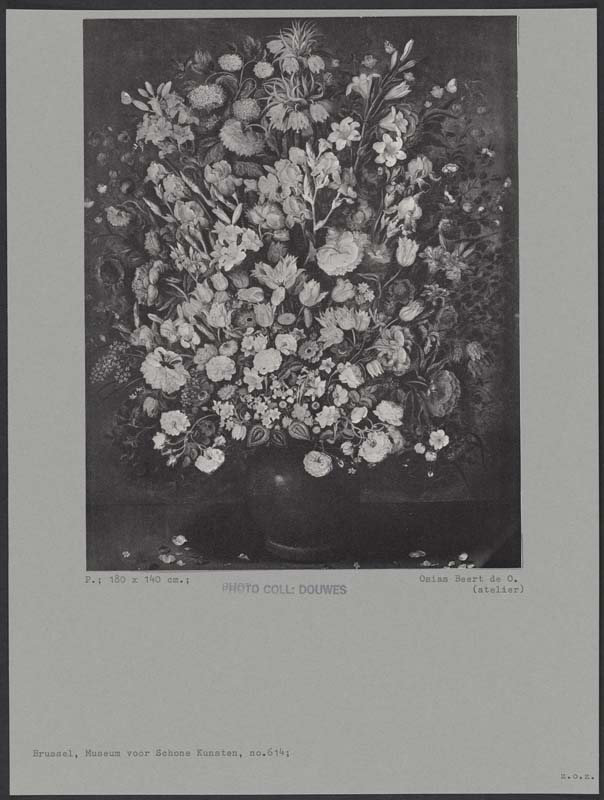 P.; 180 x 140 cm.;
PHOTO COLL: DOUWES
Osias Beert de O.
(atelier)
Brussel, Museum voor Schone Kunsten, no.614;
z.o.z.